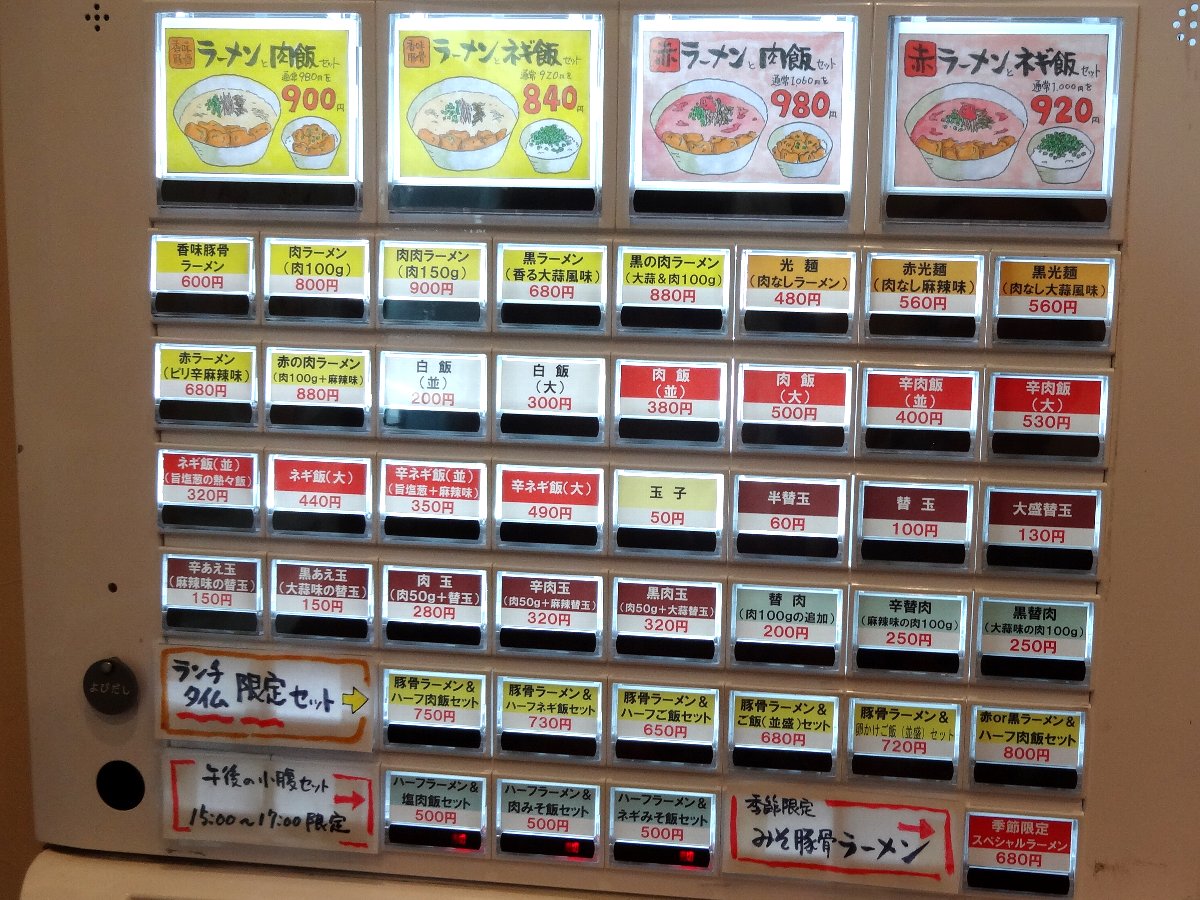 香味豚骨 ラーメンと肉飯セット
通常980円を
900円
香味豚骨 ラーメンとネギ飯セット
通常920円を
840円
赤ラーメンと肉飯セット
通常1,060円を
980円
赤ラーメンとネギ飯セット
通常1,000円を
920円
香味豚骨
ラーメン
600円
肉ラーメン
(肉100g)
800円
肉肉ラーメン
(肉150g)
900円
黒ラーメン
(香る大蒜風味)
680円
黒の肉ラーメン
(大蒜&肉100g)
880円
光麺
(肉なしラーメン)
480円
赤光麺
(肉なし麻辣味)
560円
黒光麺
(肉なし大蒜風味)
560円
赤ラーメン
(ピリ辛麻辣味)
680円
赤の肉ラーメン
(肉100g+麻辣味)
880円
白飯
(並)
200円
白飯
(大)
300円
肉飯
(並)
380円
肉飯
(大)
500円
辛肉飯
(並)
400円
辛肉飯
(大)
530円
ネギ飯(並)
(旨塩葱の熱々飯)
320円
ネギ飯(大)
440円
辛ネギ飯(並)
(旨塩葱+麻辣味)
350円
辛ネギ飯(大)
490円
玉子
50円
半替玉
60円
替玉
100円
大盛替玉
130円
辛あえ玉
(麻辣味の替玉)
150円
黒あえ玉
(大蒜味の替玉)
150円
肉玉
(肉50g+替玉)
280円
辛肉玉
(肉50g+麻辣替玉)
320円
黒肉玉
(肉50g+大蒜替玉)
320円
替肉
(肉100gの追加)
200円
辛替肉
(麻辣味の肉100g)
250円
黒替肉
(大蒜味の肉100g)
250円
よびだし
ランチ
タイム限定セット
豚骨ラーメン&
ハーフ肉飯セット
750円
豚骨ラーメン&
ハーフネギ飯セット
730円
豚骨ラーメン&
ハーフご飯セット
650円
豚骨ラーメン&
ご飯(並盛)セット
680円
豚骨ラーメン&
卵かけご飯(並盛)セット
720円
赤or黒ラーメン&
ハーフ肉飯セット
800円
午後の小腹セット
15:00~17:00限定
ハーフラーメン&
塩肉飯セット
500円
ハーフラーメン&
肉みそ飯セット
500円
ハーフラーメン&
ネギみそ飯セット
500円
季節限定
みそ豚骨ラーメン
季節限定
スペシャルラーメン
680円